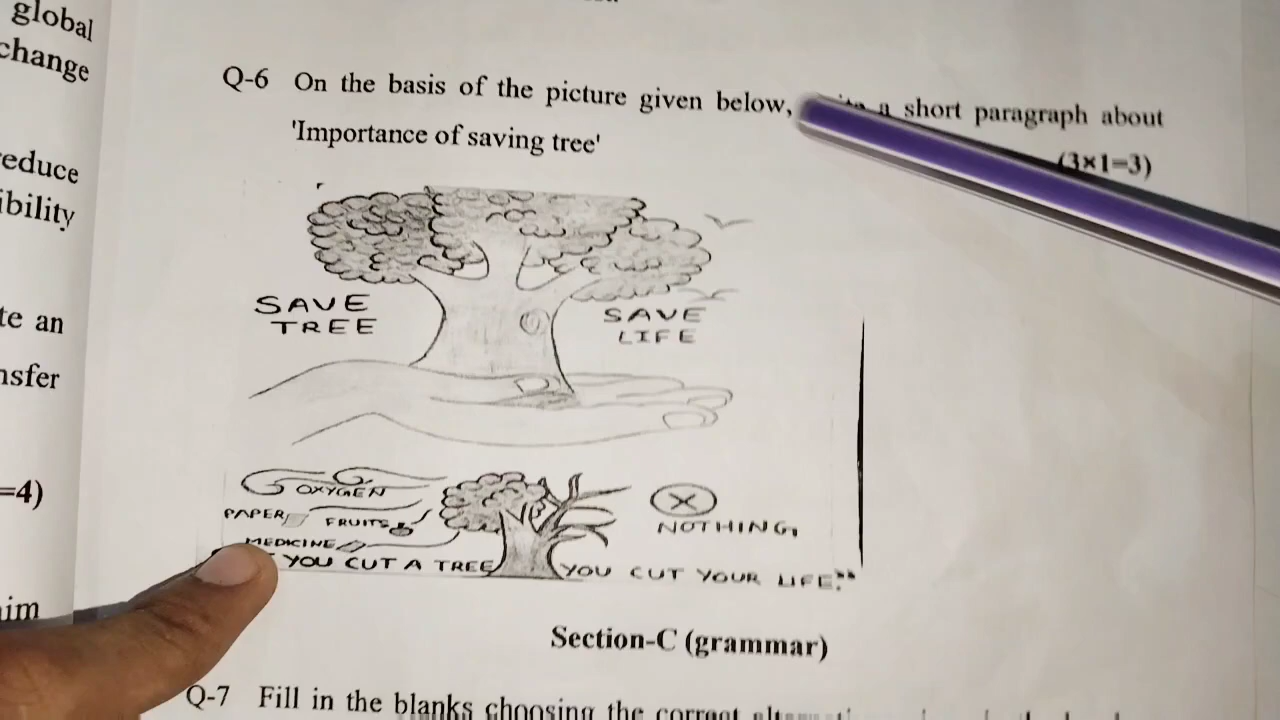 global
change
educe
ibility
te an
nsfer
=4)
im
Q-6 On the basis of the picture given below, a short paragraph about
'Importance of saving tree'
(3×1=3)
SAVE
TREE
SAVE
LIFE
OXYGEN
PAPER FRUITS
MEDICINE
NOTHING,
YOU CUT A TREE YOU CUT YOUR LIFE."
Section-C (grammar)
Q-7 Fill in the blanks choosing the correct